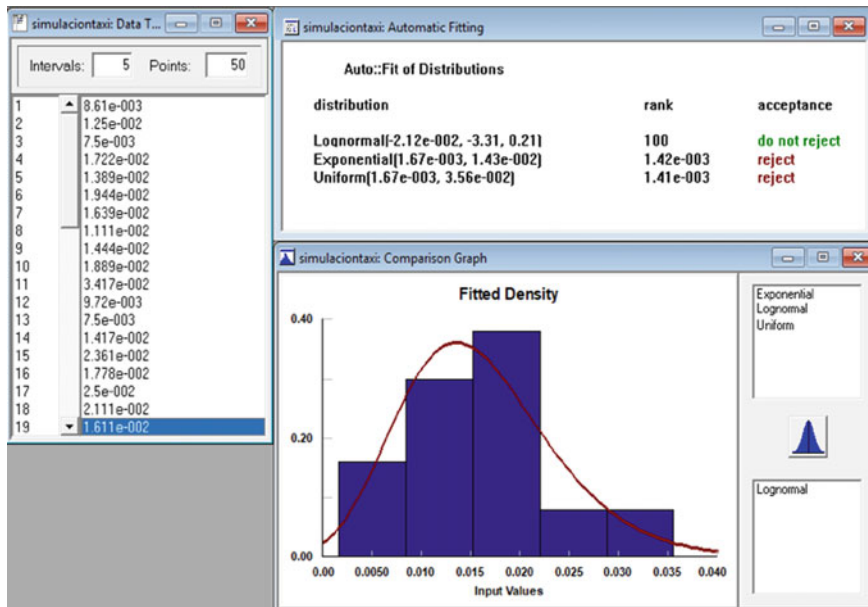 simulaciontaxi: Data T...
Intervals: 5 Points: 50
1 8.61e-003
2 1.25e-002
3 7.5e-003
4 1.722e-002
5 1.389e-002
6 1.944e-002
7 1.639e-002
8 1.111e-002
9 1.444e-002
10 1.889e-002
11 3.417e-002
12 9.72e-003
13 7.5e-003
14 1.417e-002
15 2.361e-002
16 1.778e-002
17 2.5e-002
18 2.111e-002
19 1.611e-002
simulaciontaxi: Automatic Fitting
Auto::Fit of Distributions
distribution rank acceptance
Lognormal(-2.12e-002, -3.31, 0.21) 100 do not reject
Exponential(1.67e-003, 1.43e-002) 1.42e-003 reject
Uniform(1.67e-003, 3.56e-002) 1.41e-003 reject
simulaciontaxi: Comparison Graph
Fitted Density
0.40
0.20
0.00
0.00 0.0050 0.010 0.015 0.020 0.025 0.030 0.035 0.040
Input Values
Exponential
Lognormal
Uniform
Lognormal